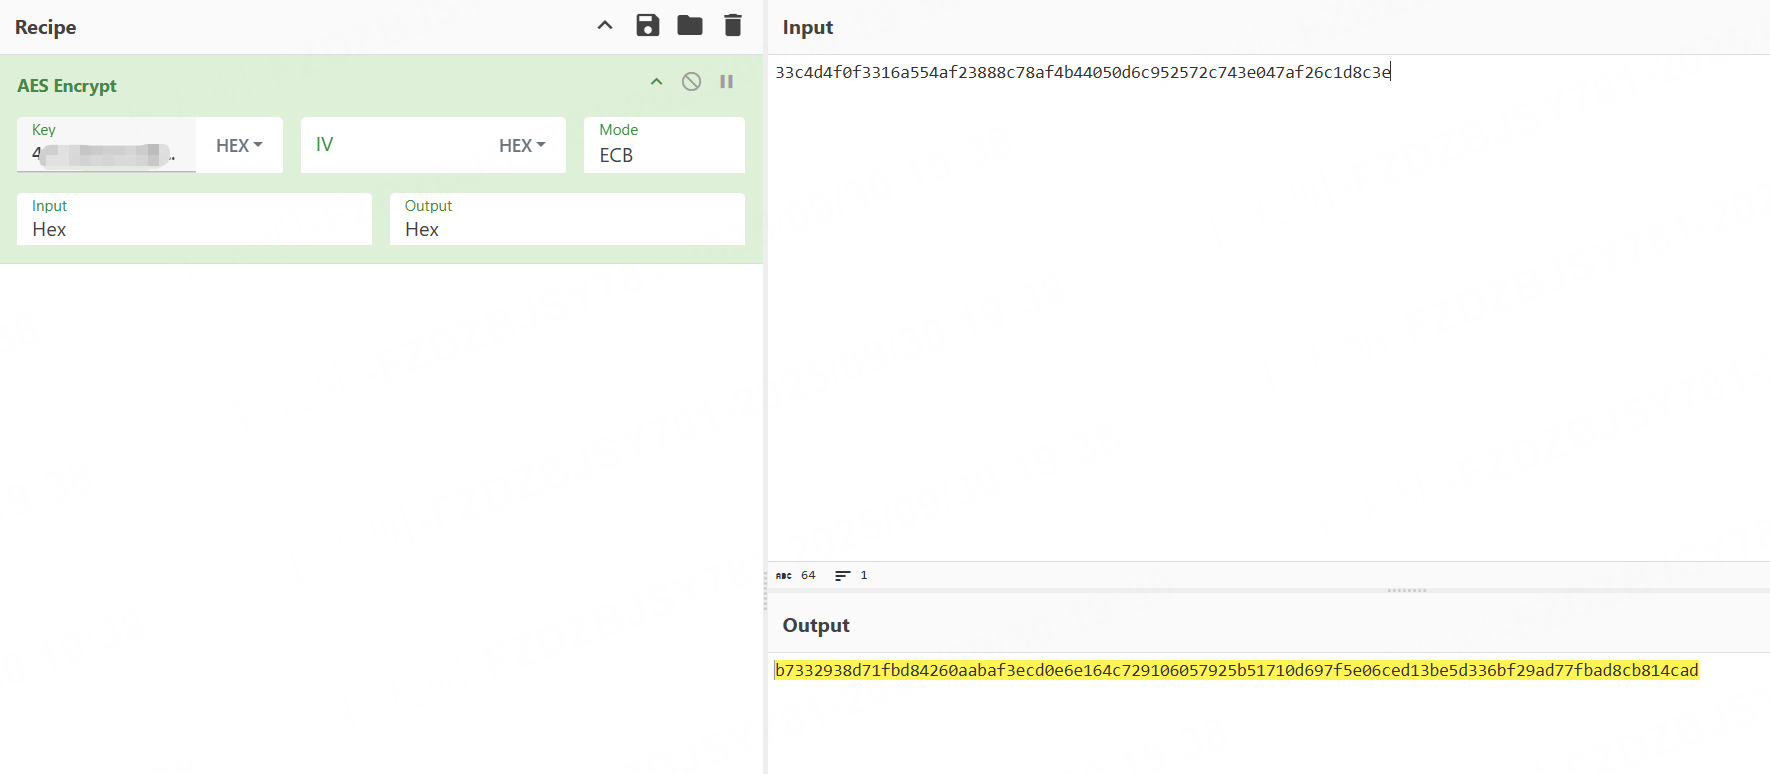 Recipe
AES Encrypt
Key
4
HEX
IV
HEX
Mode
ECB
Input
Hex
Output
Hex
Input
33c4d4f0f3316a554af23888c78af4b44050d6c952572c743e047af26c1d8c3e
ABC 64 1
Output
b7332938d71fbd84260aabaf3ecd0e6e164c729106057925b51710d697f5e06ced13be5d336bf29ad77fbad8cb814cad